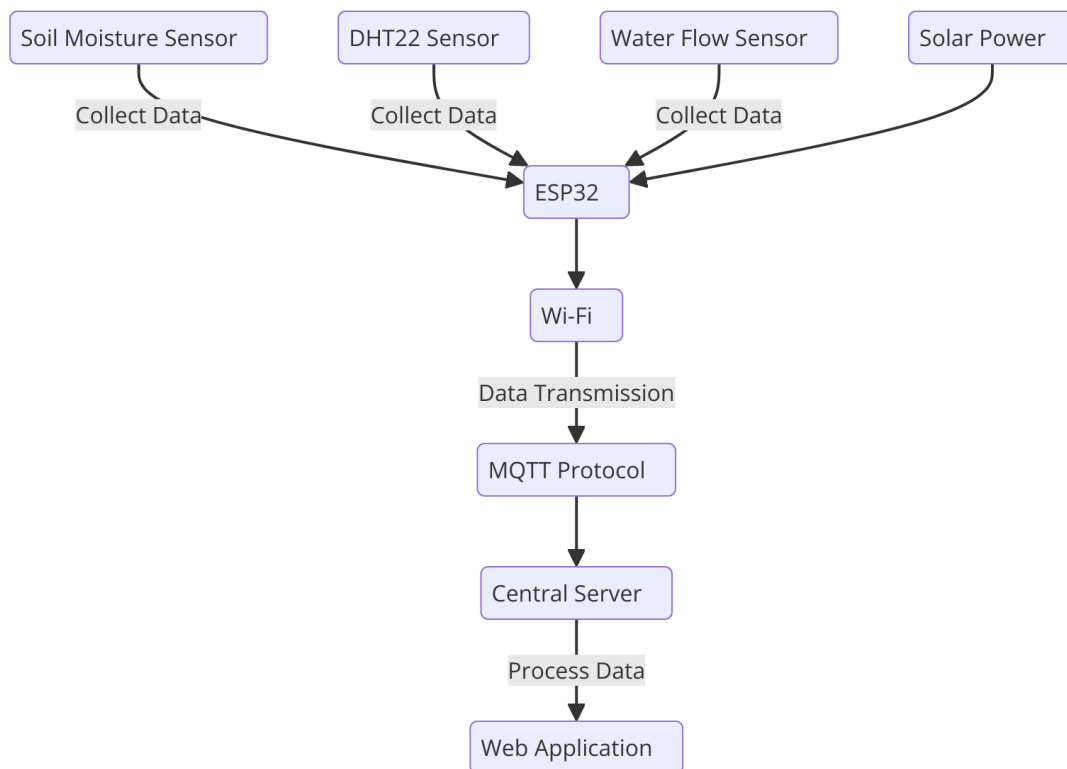 Soil Moisture Sensor
DHT22 Sensor
Water Flow Sensor
Solar Power
Collect Data
Collect Data
Collect Data
ESP32
Wi-Fi
Data Transmission
MQTT Protocol
Central Server
Process Data
Web Application